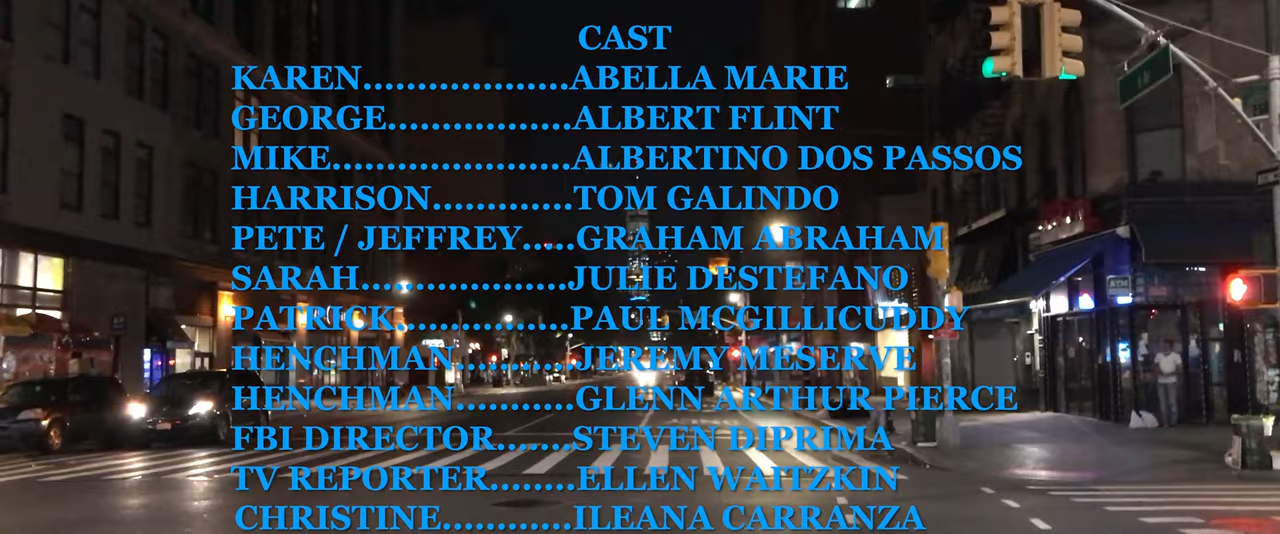 CAST
KAREN...................ABELLA MARIE
GEORGE.................ALBERT FLINT
MIKE......................ALBERTINO DOS PASSOS
HARRISON.............TOM GALINDO
PETE / JEFFREY.....GRAHAM ABRAHAM
SARAH...................JULIE DESTEFANO
PATRICK................PAUL MCGILLICUDDY
HENCHMAN...........JEREMY MESERVE
HENCHMAN...........GLENN ARTHUR PIERCE
FBI DIRECTOR.......STEVEN DIPRIMA
TV REPORTER........ELLEN WAITZKIN
CHRISTINE............ILEANA CARRANZA
ATM